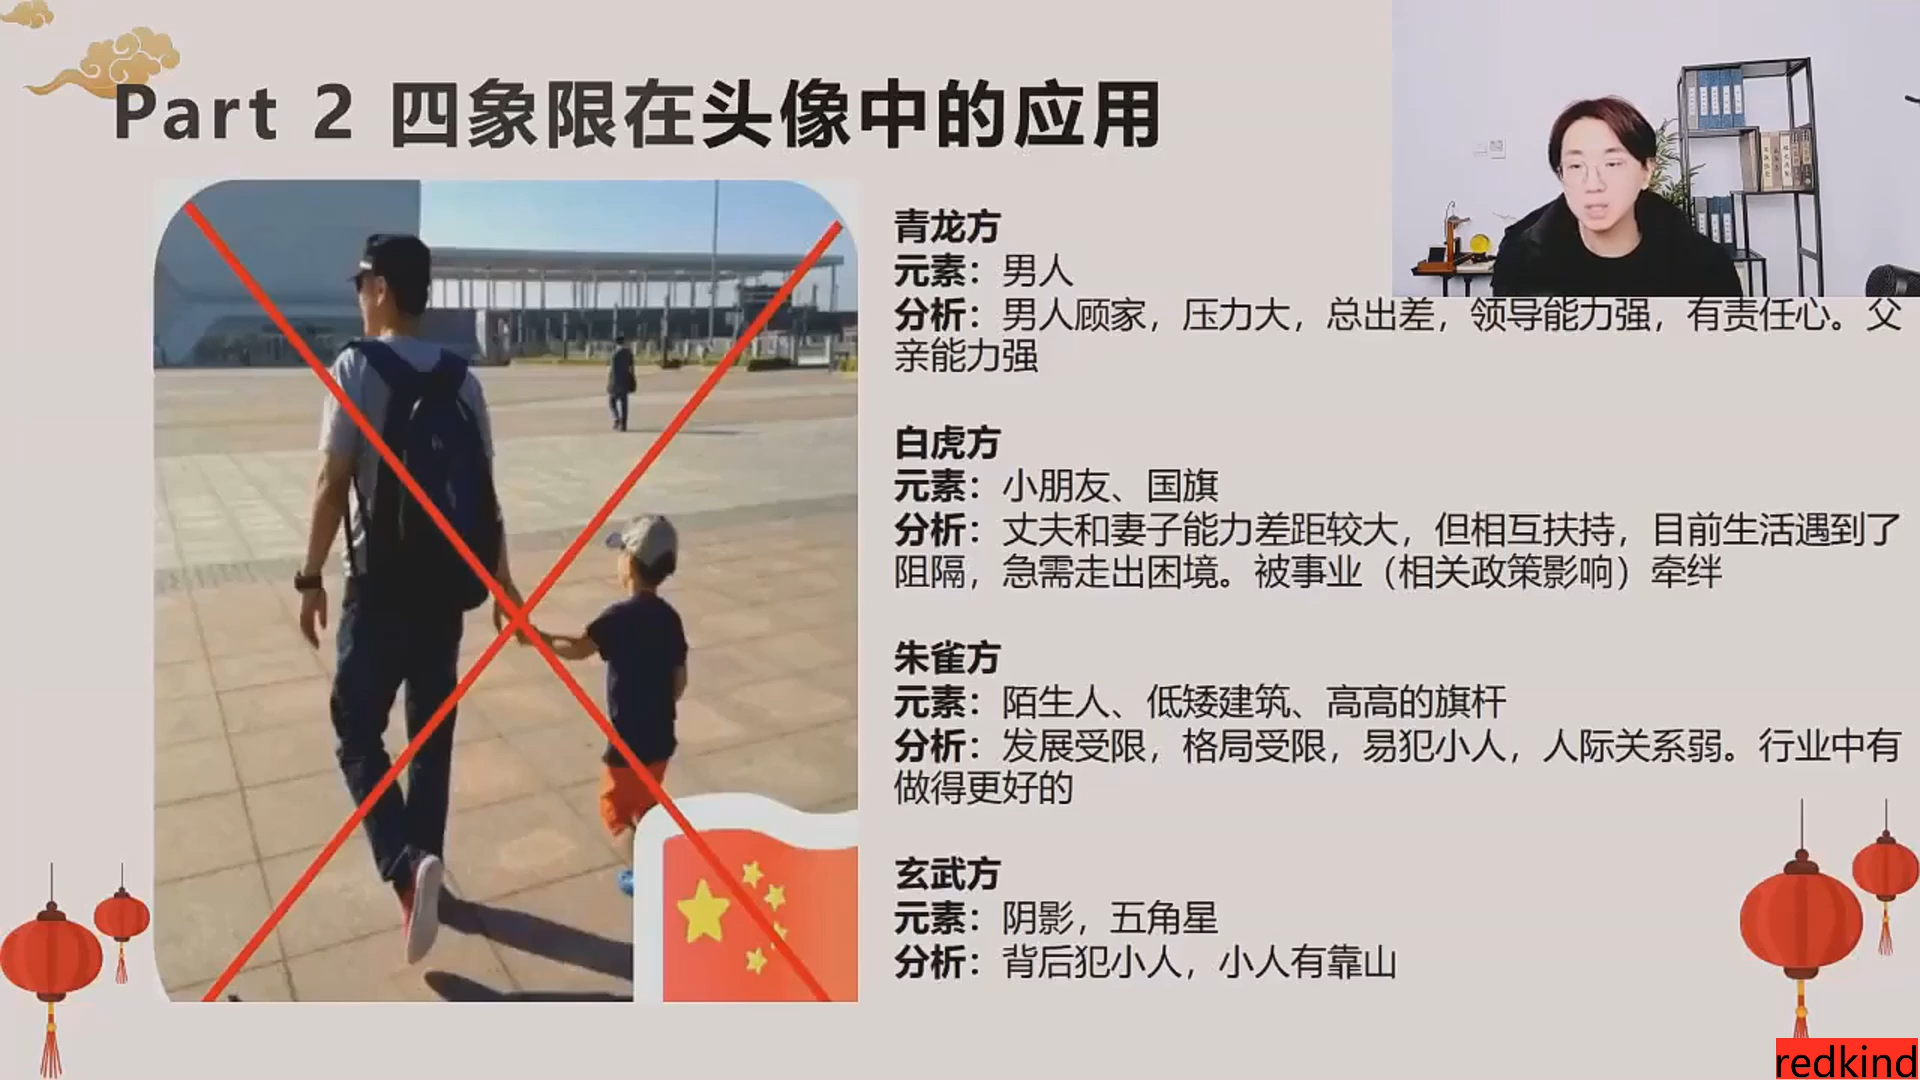 Part 2 四象限在头像中的应用
青龙方
元素：男人
分析：男人顾家，压力大，总出差，领导能力强，有责任心。父
亲能力强
白虎方
元素：小朋友、国旗
分析：丈夫和妻子能力差距较大，但相互扶持，目前生活遇到了
阻隔，急需走出困境。被事业（相关政策影响）牵绊
朱雀方
元素：陌生人、低矮建筑、高高的旗杆
分析：发展受限，格局受限，易犯小人，人际关系弱。行业中有
做得更好的
玄武方
元素：阴影，五角星
分析：背后犯小人，小人有靠山
redkind